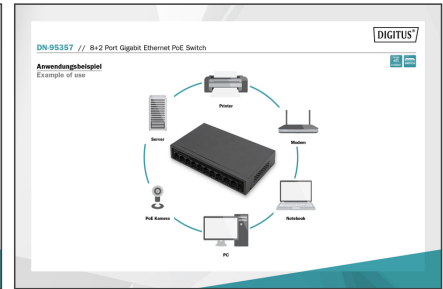 DIGITUS®
DN-95357 // 8+2 Port Gigabit Ethernet PoE Switch
Anwendungsbeispiel
Example of use
Printer
Server
Modem
PoE Kamera
Notebook
PC